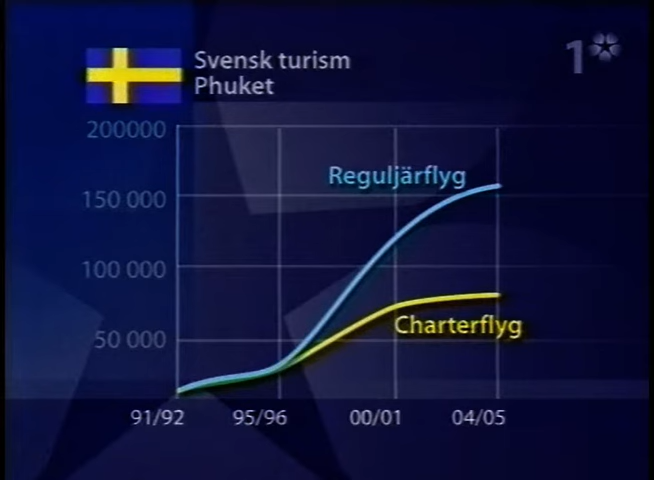 Svensk turism
Phuket
1
200000
Reguljärflyg
150 000
100 000
Charterflyg
50 000
91/92 95/96 00/01 04/05